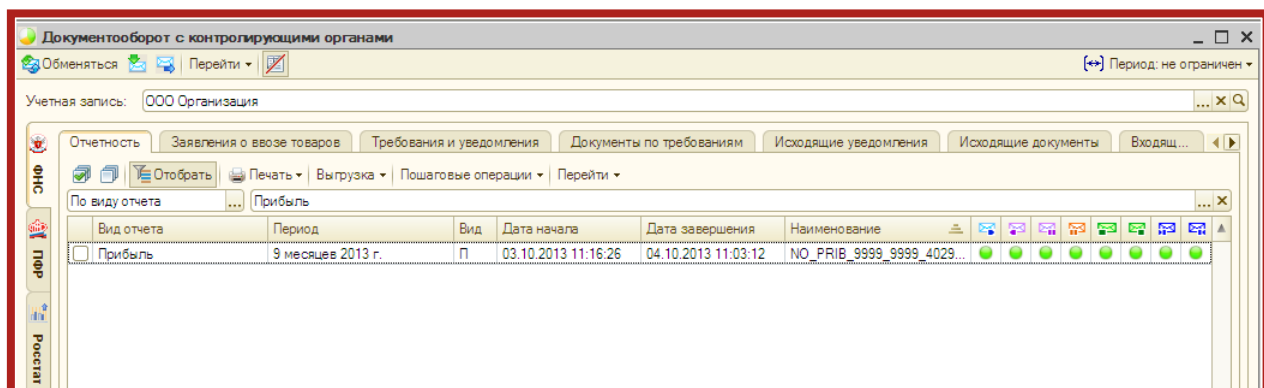 Документооборот с контролирующими органами
Обменяться Перейти Период: не ограничен
Учетная запись: ООО Организация
ФНС
Отчетность Заявления о ввозе товаров Требования и уведомления Документы по требованиям Исходящие уведомления Исходящие документы Входящ...
Отобрать Печать Выгрузка Пошаговые операции Перейти
По виду отчета ... Прибыль ...
ПФР
Вид отчета Период Вид Дата начала Дата завершения Наименование
Прибыль 9 месяцев 2013 г. П 03.10.2013 11:16:26 04.10.2013 11:03:12 NO_PRIB_9999_9999_4029...
Росстат